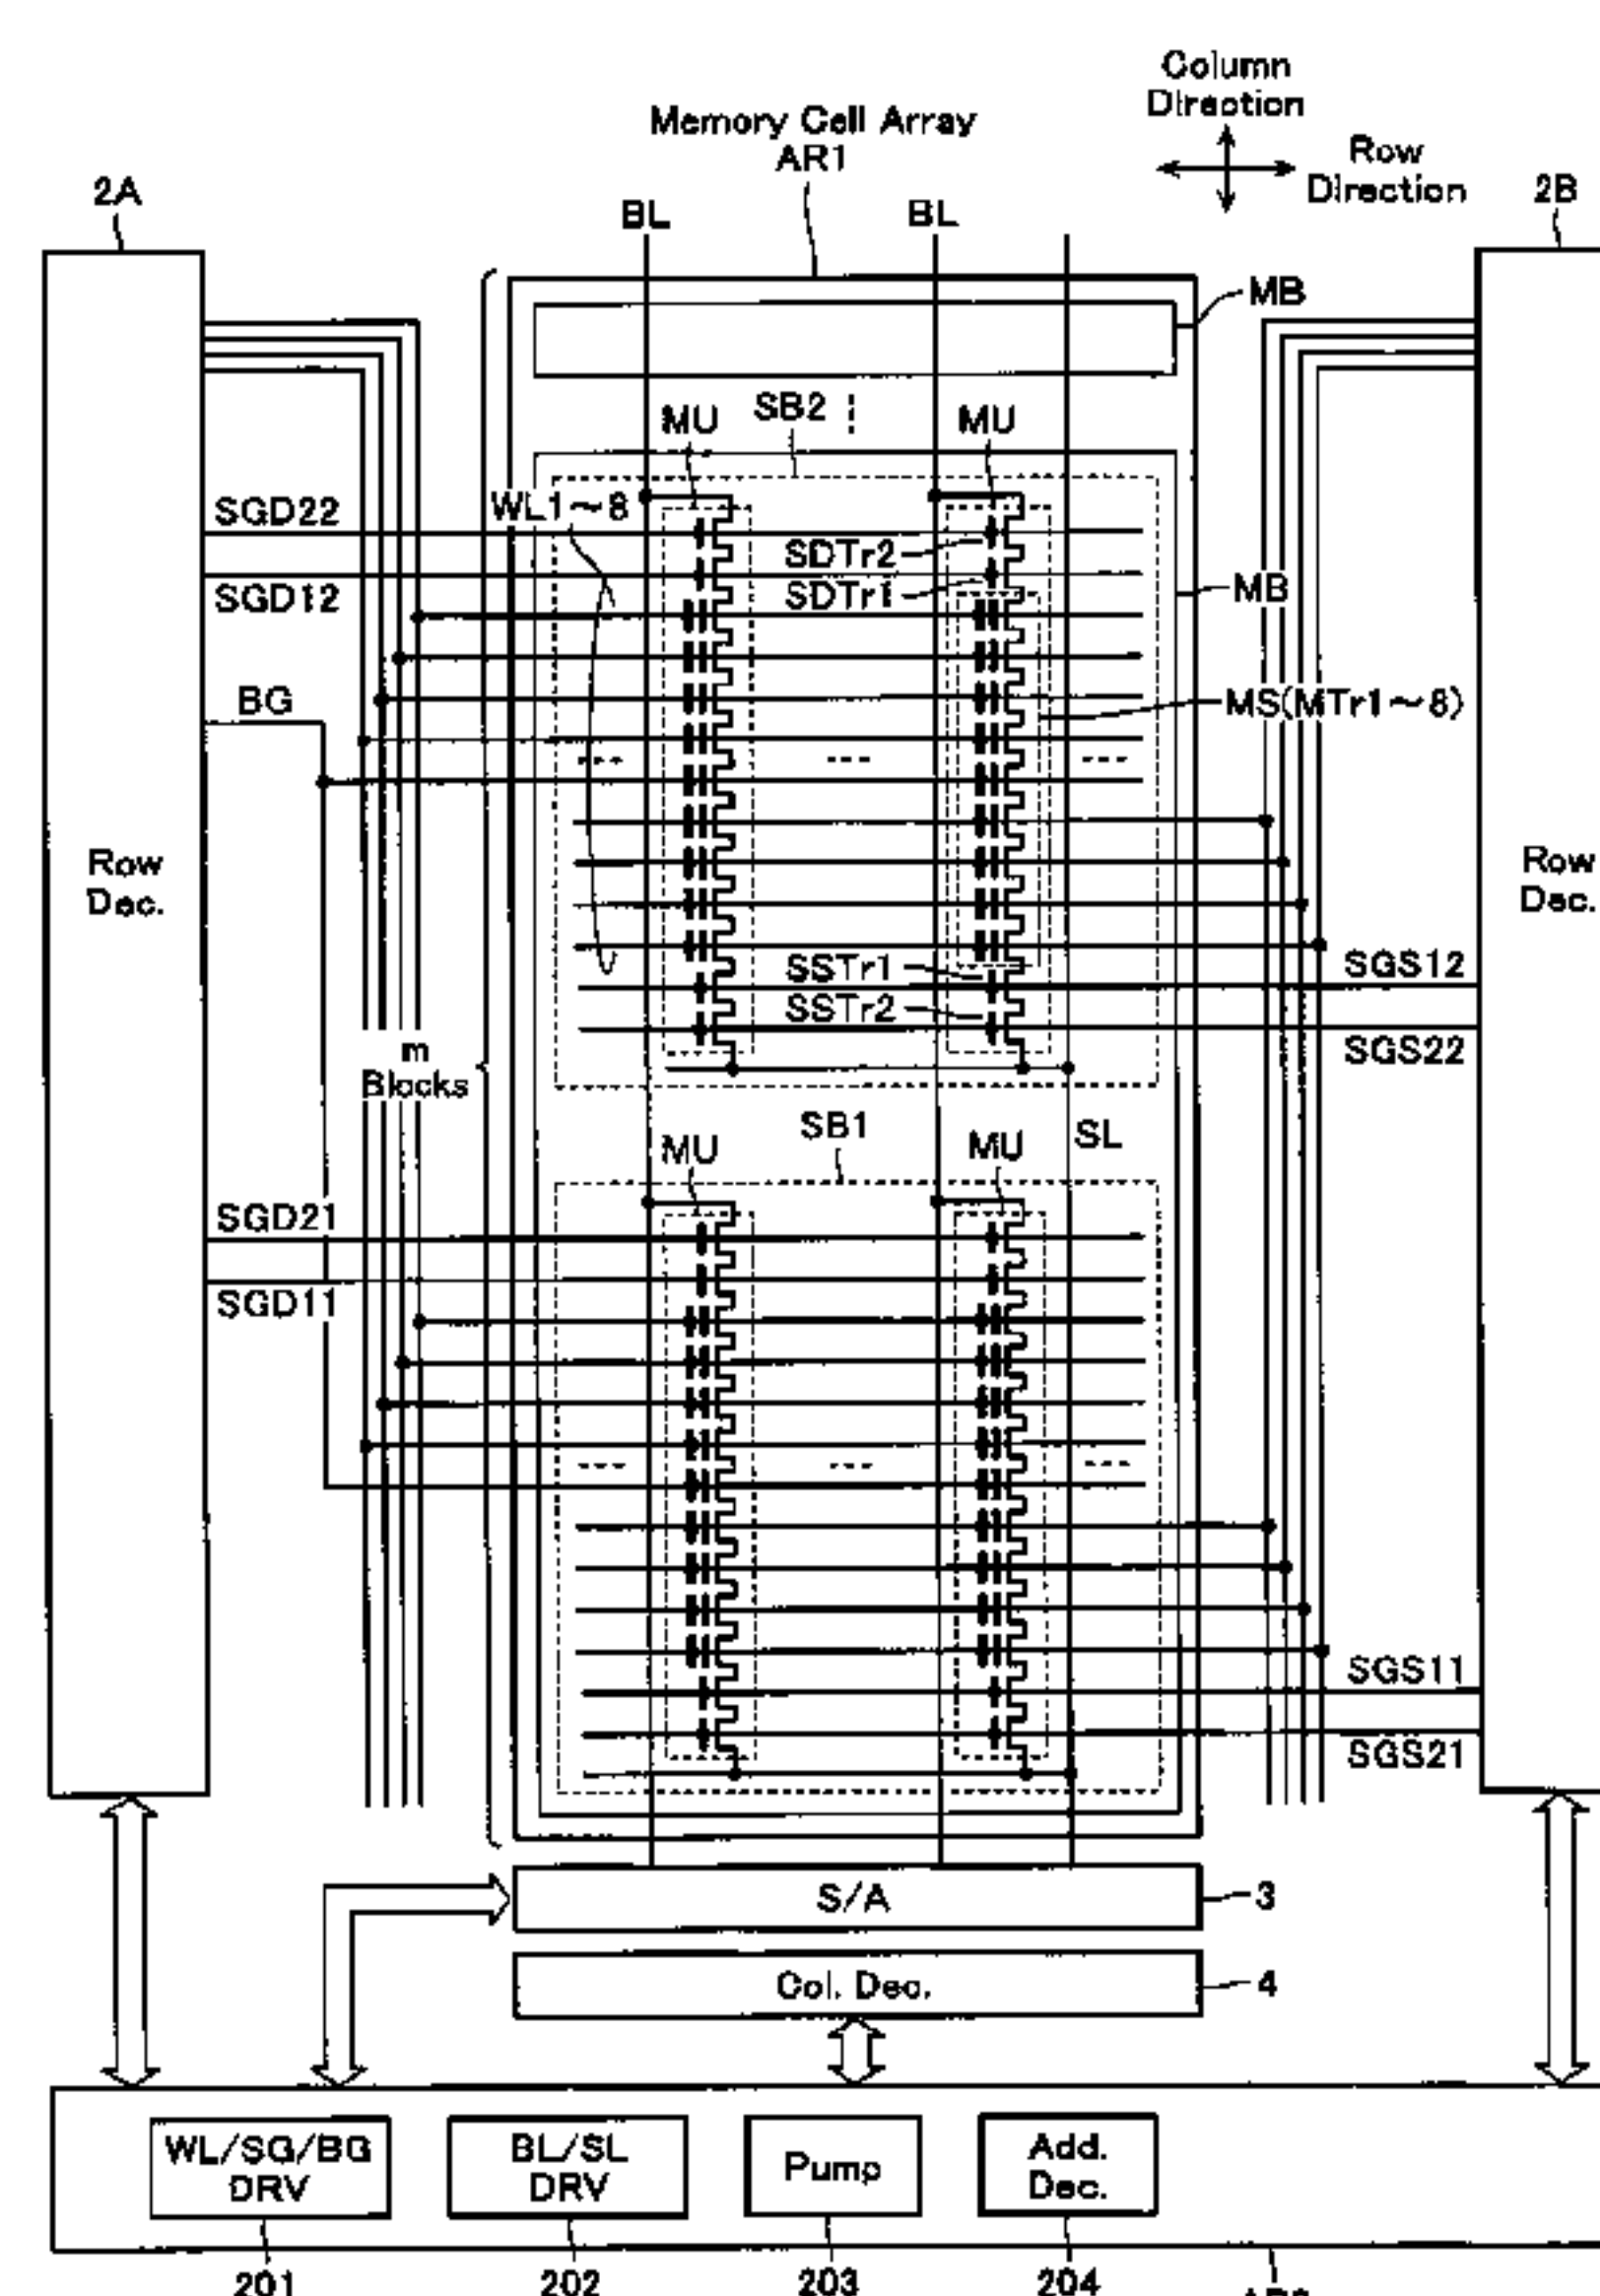 Column
Direction
Memory Cell Array
AR1
Row
Direction
2A
2B
BL
BL
MB
MU
SB2
MU
SGD22
WL1～8
SDTr2
SGD12
SDTr1
MB
BG
MS(MTr1～8)
Row
Dec.
Row
Dec.
SSTr1
SGS12
SSTr2
SGS22
m
Blocks
SB1
MU
MU
SL
SGD21
SGD11
SGS11
SGS21
S/A
3
Col. Dec.
4
WL/SG/BG
DRV
BL/SL
DRV
Pump
Add.
Dec.
201
202
203
204